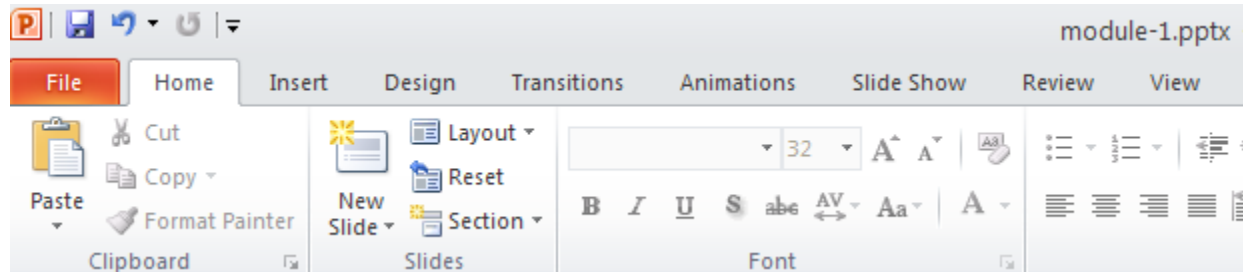 module-1.pptx
File Home Insert Design Transitions Animations Slide Show Review View
Paste
Cut
Copy
Format Painter
Clipboard
New
Slide
Layout
Reset
Section
Slides
32 A A Aa
B I U S abc AV Aa A
Font